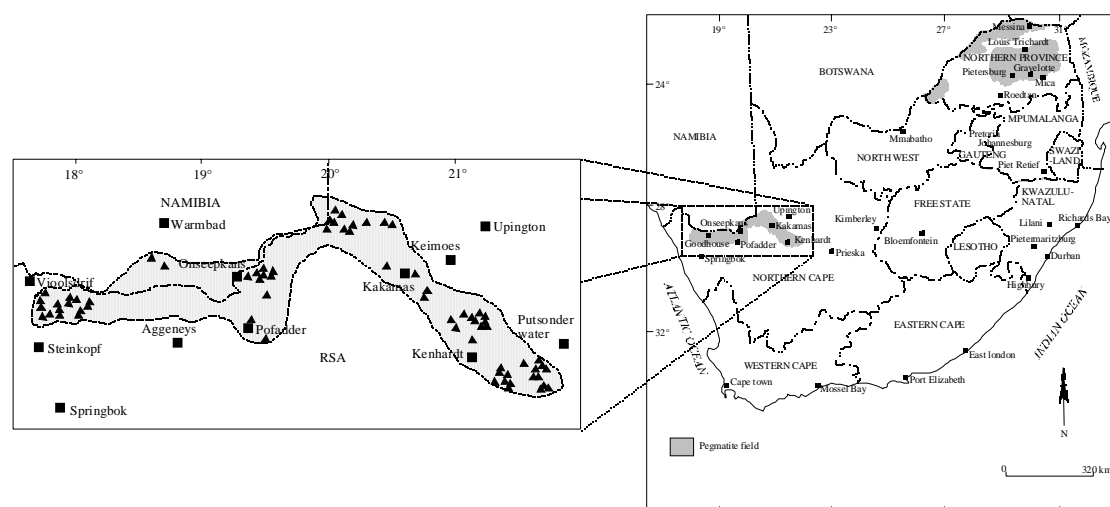 18°
19°
20°
21°
NAMIBIA
Warmbad
Upington
Keimoes
Onseepkans
Vioolsdrif
Kakamas
Putsonder
water
Aggeneys
Pofadder
Steinkopf
RSA
Kenhardt
Springbok
19°
23°
27°
31°
Messina
Louis Trichardt
NORTHERN PROVINCE
Pietersburg
Gravelotte
Mica
MOZAMBIQUE
BOTSWANA
24°
Roedtan
MPUMALANGA
NAMIBIA
Mmabatho
Pretoria
Johannesburg
GAUTENG
SWAZI
-LAND
NORTH WEST
Piet Retief
KWAZULU-
NATAL
28
FREE STATE
Upington
Onseepkans
Kakamas
Kimberley
Lilani
Richards Bay
Goodhouse
Pofadder
Kenhardt
Bloemfontein
LESOTHO
Pietermaritzburg
Prieska
Durban
Springbok
NORTHERN CAPE
Highbury
ATLANTIC OCEAN
INDIAN OCEAN
32°
EASTERN CAPE
WESTERN CAPE
East london
Cape town
Mossel Bay
Port Elizabeth
N
Pegmatite field
0
320 km